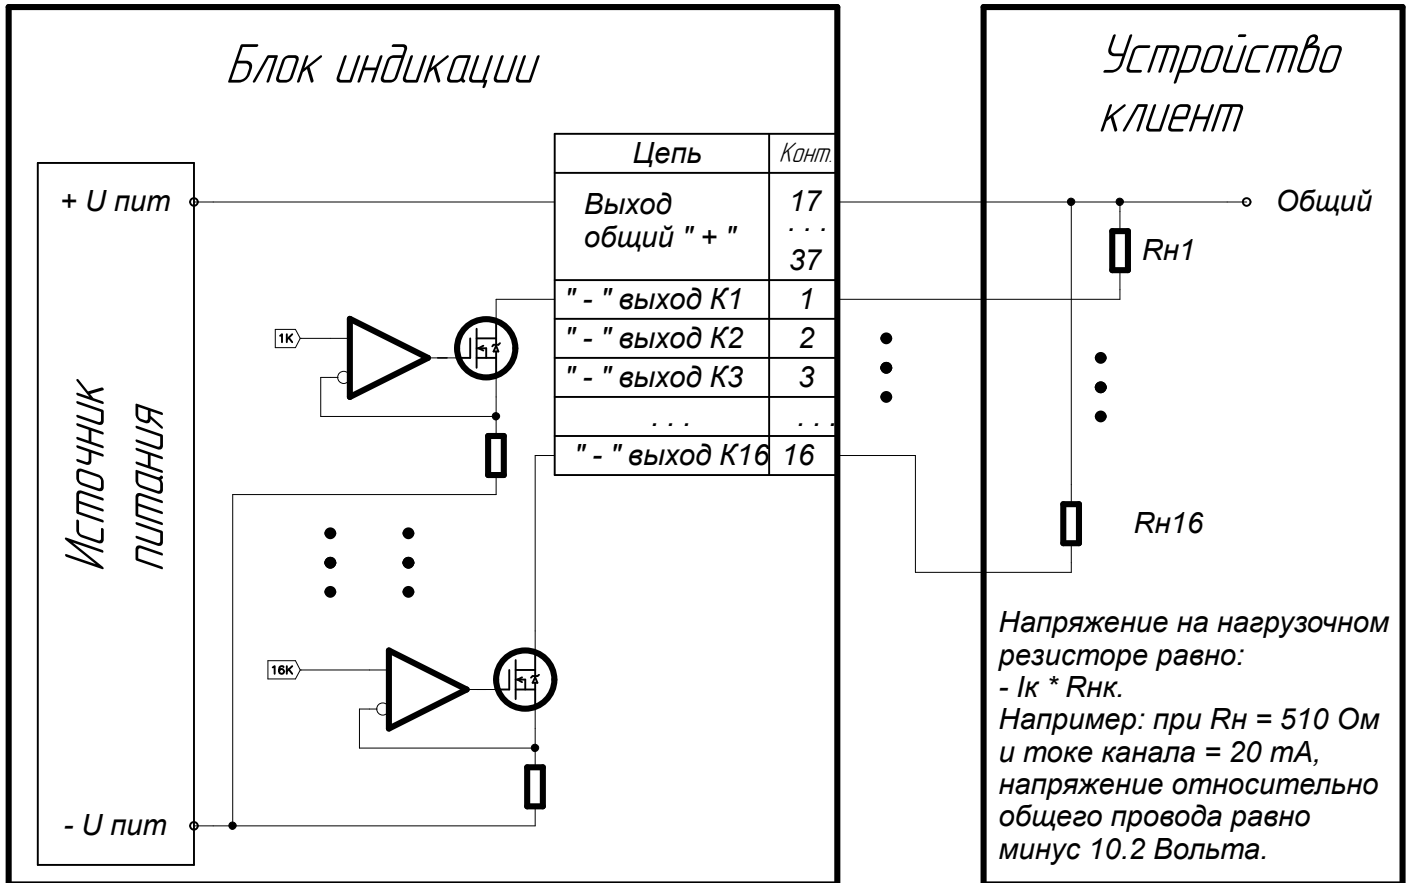 Блок индикации
Устройство
клиент
Цепь Конт.
+ U пит
Выход 17
общий " + " . . .
37
Общий
Rн1
" - " выход К1 1
1K
" - " выход К2 2
" - " выход К3 3
. . . . . .
" - " выход К16 16
Источник
питания
Rн16
16K
- U пит
Напряжение на нагрузочном
резисторе равно:
- Iк * Rнк.
Например: при Rн = 510 Ом
и токе канала = 20 mA,
напряжение относительно
общего провода равно
минус 10.2 Вольта.